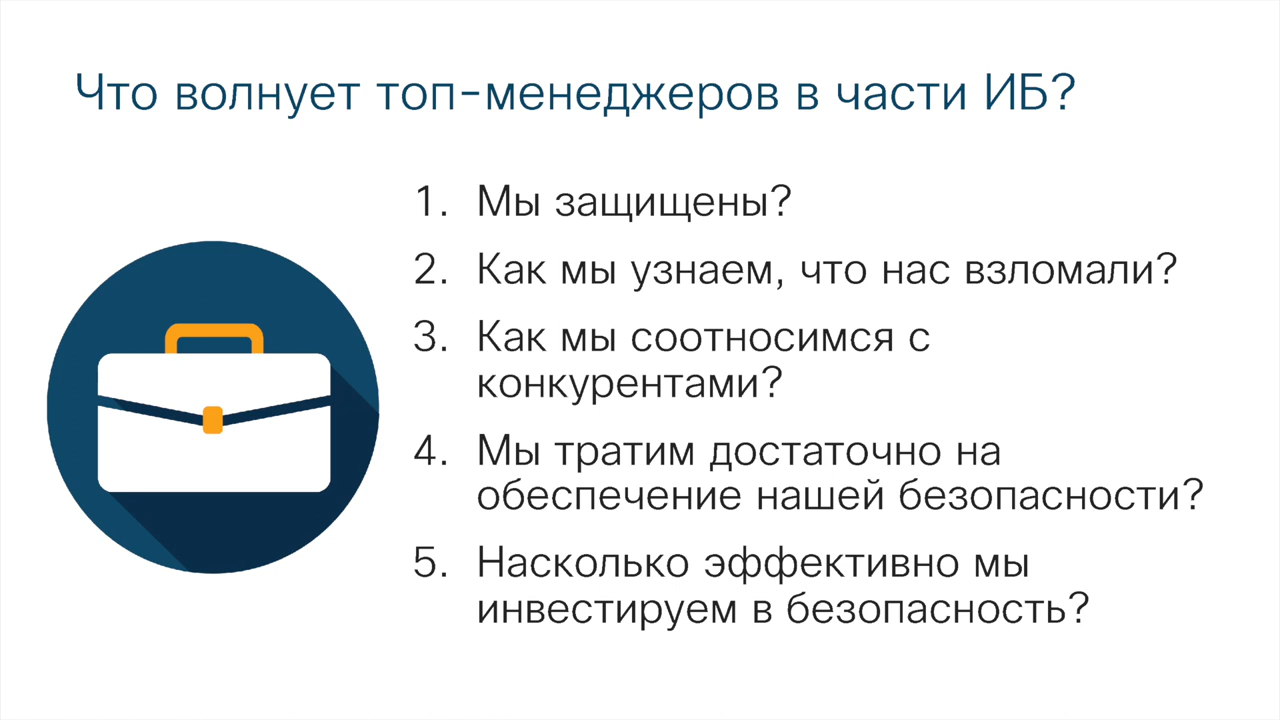 Что волнует топ-менеджеров в части ИБ?
1. Мы защищены?
2. Как мы узнаем, что нас взломали?
3. Как мы соотносимся с
конкурентами?
4. Мы тратим достаточно на
обеспечение нашей безопасности?
5. Насколько эффективно мы
инвестируем в безопасность?